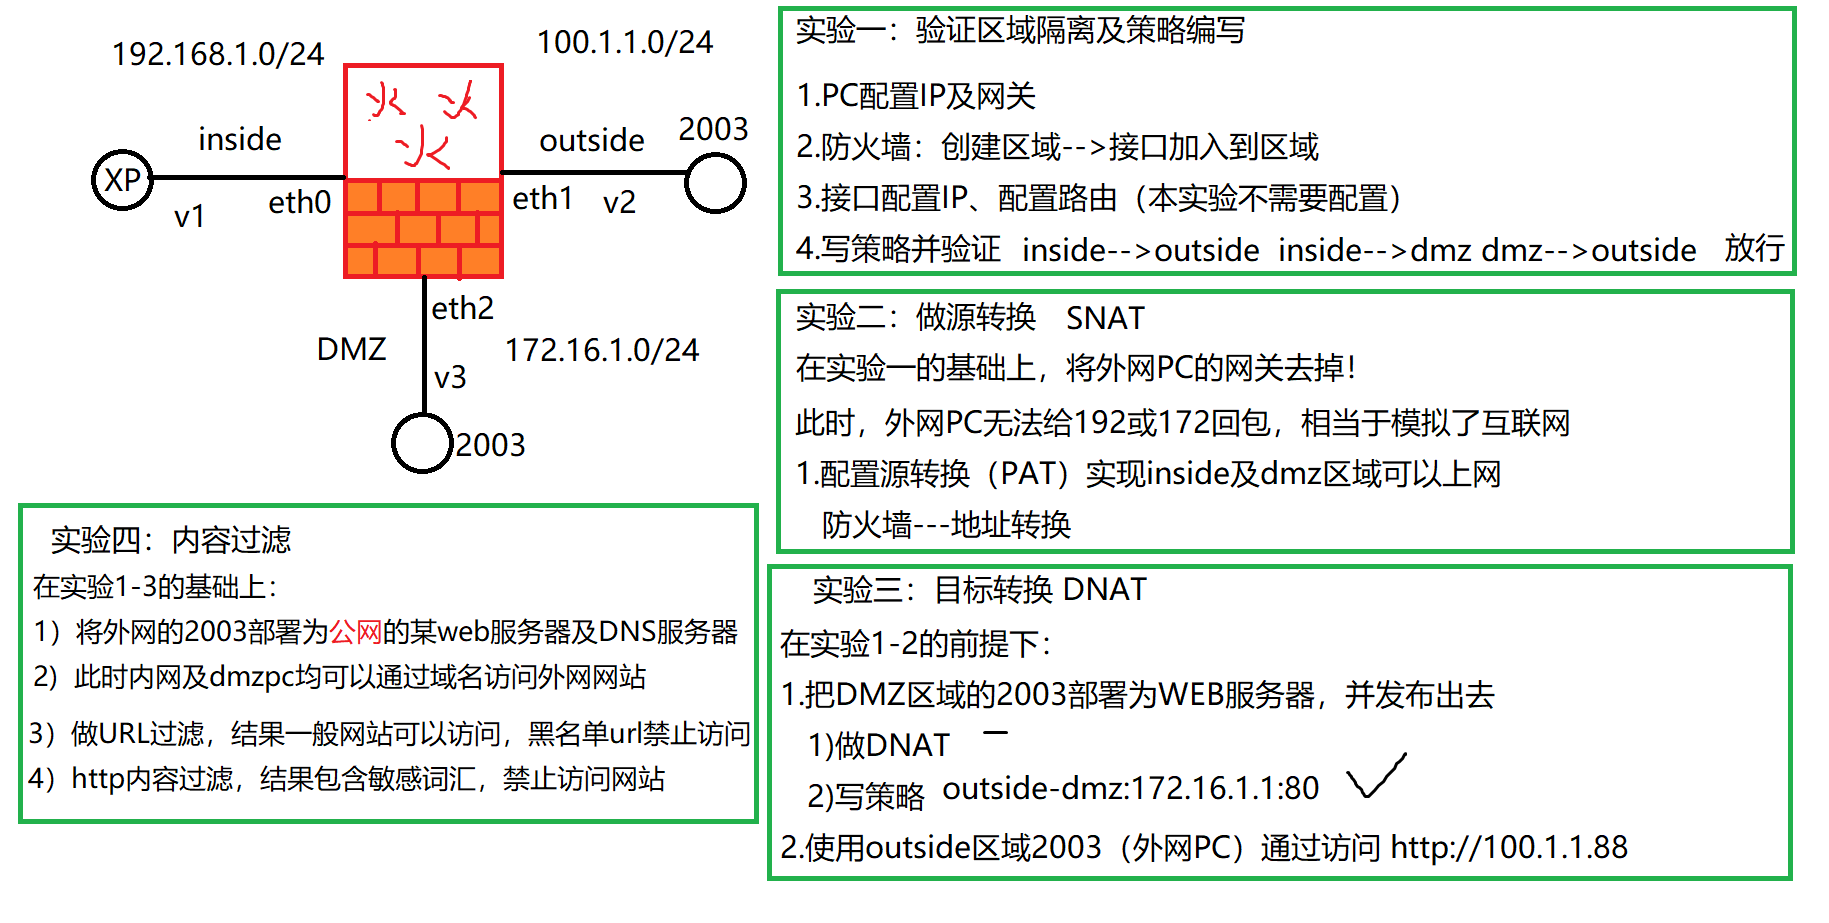 192.168.1.0/24
100.1.1.0/24
火 火
火
inside
outside
2003
XP
v1
eth0
eth1
v2
eth2
DMZ
172.16.1.0/24
v3
2003
实验一：验证区域隔离及策略编写
1.PC配置IP及网关
2.防火墙：创建区域-->接口加入到区域
3.接口配置IP、配置路由（本实验不需要配置）
4.写策略并验证 inside-->outside inside-->dmz dmz-->outside 放行
实验二：做源转换 SNAT
在实验一的基础上，将外网PC的网关去掉！
此时，外网PC无法给192或172回包，相当于模拟了互联网
1.配置源转换（PAT）实现inside及dmz区域可以上网
防火墙---地址转换
实验三：目标转换 DNAT
在实验1-2的前提下：
1.把DMZ区域的2003部署为WEB服务器，并发布出去
1)做DNAT
2)写策略 outside-dmz:172.16.1.1:80
2.使用outside区域2003（外网PC）通过访问 http://100.1.1.88
实验四：内容过滤
在实验1-3的基础上：
1）将外网的2003部署为公网的某web服务器及DNS服务器
2）此时内网及dmzpc均可以通过域名访问外网网站
3）做URL过滤，结果一般网站可以访问，黑名单url禁止访问
4）http内容过滤，结果包含敏感词汇，禁止访问网站